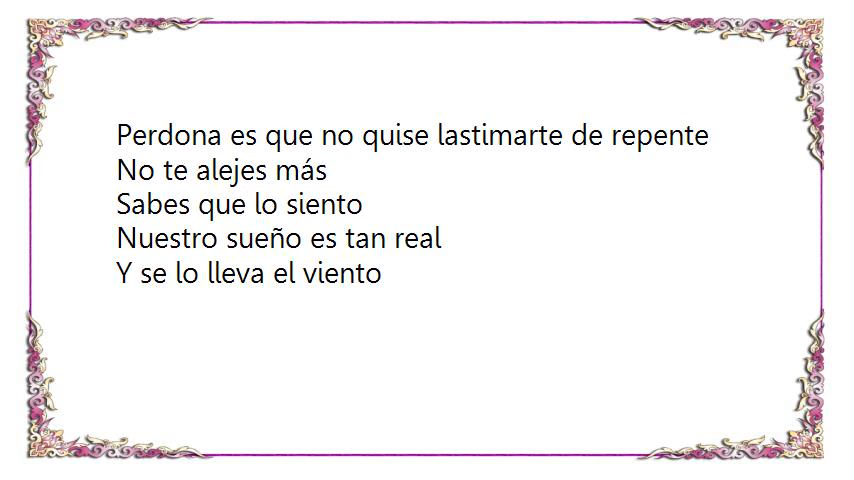 Perdona es que no quise lastimarte de repente
No te alejes más
Sabes que lo siento
Nuestro sueño es tan real
Y se lo lleva el viento